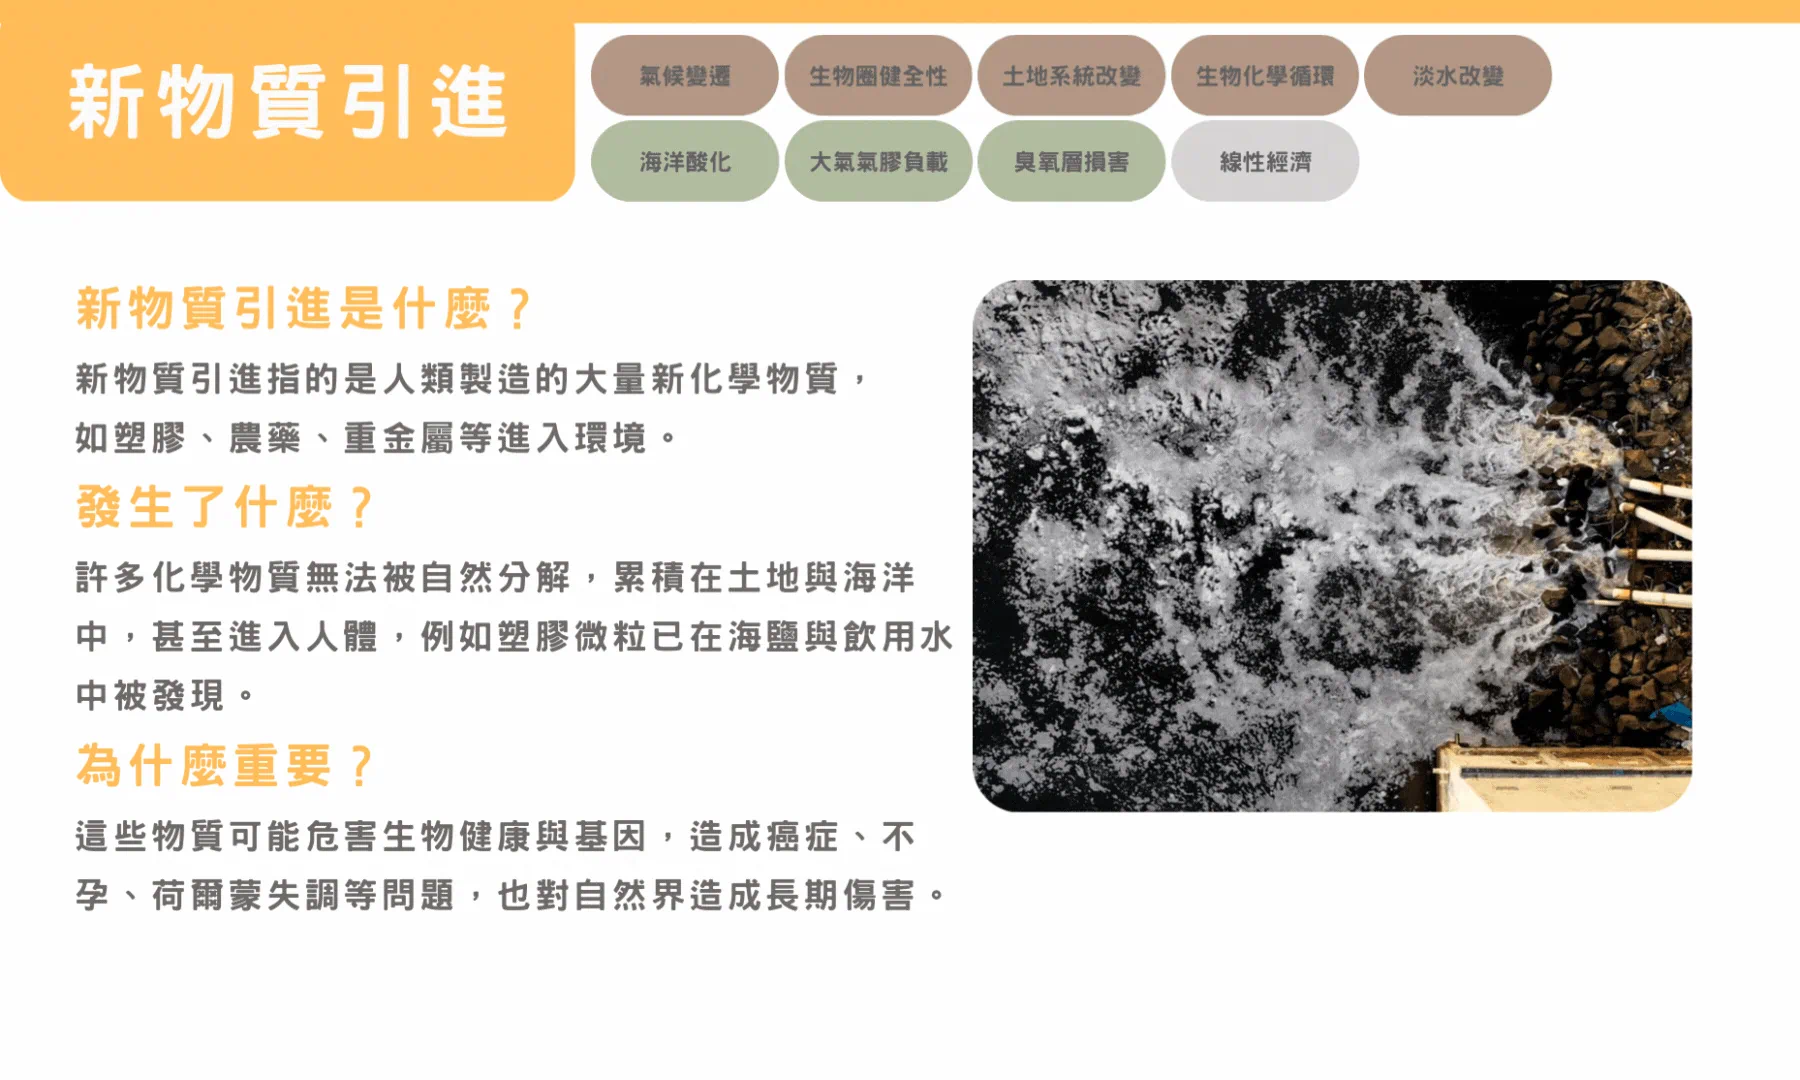 新物質引進
氣候變遷
生物圈健全性
土地系統改變
生物化學循環
淡水改變
海洋酸化
大氣氣膠負載
臭氧層損害
線性經濟
新物質引進是什麼？
新物質引進指的是人類製造的大量新化學物質，
如塑膠、農藥、重金屬等進入環境。
發生了什麼？
許多化學物質無法被自然分解，累積在土地與海洋
中，甚至進入人體，例如塑膠微粒已在海鹽與飲用水
中被發現。
為什麼重要？
這些物質可能危害生物健康與基因，造成癌症、不
孕、荷爾蒙失調等問題，也對自然界造成長期傷害。